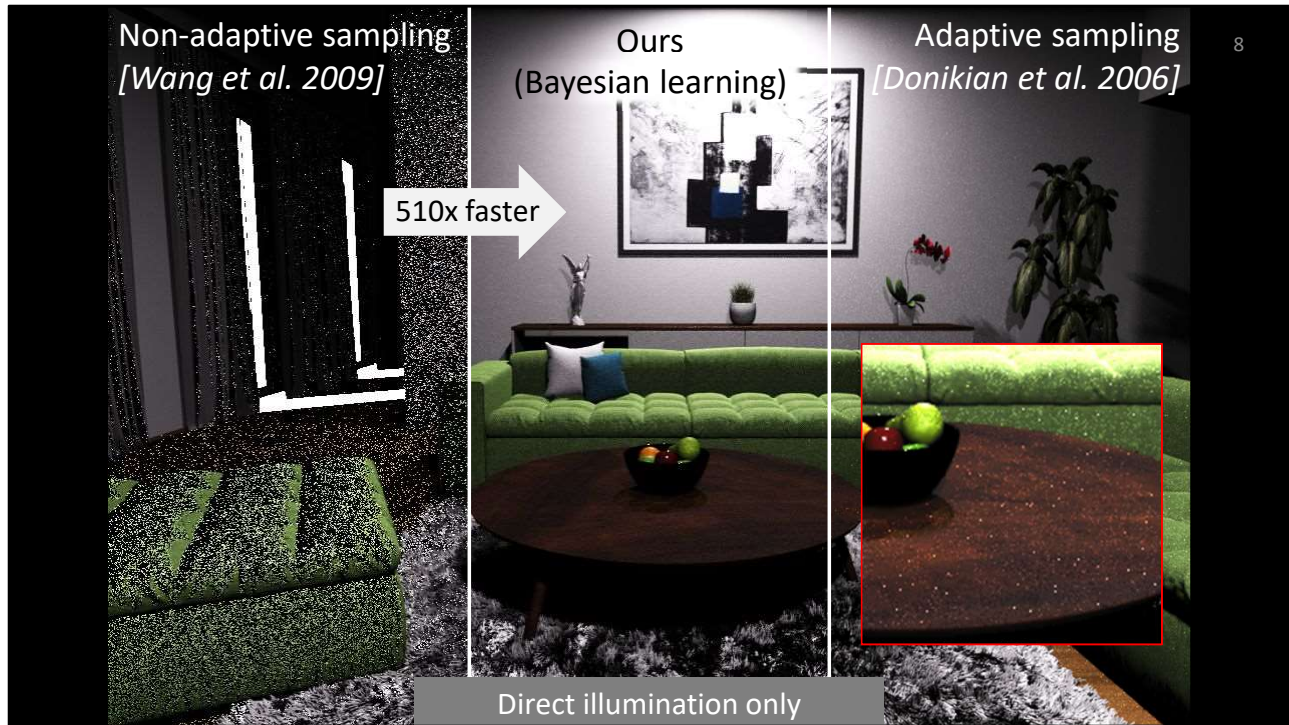 Non-adaptive sampling
[Wang et al. 2009]
Ours
(Bayesian learning)
Adaptive sampling
[Donikian et al. 2006]
8
510x faster
Direct illumination only